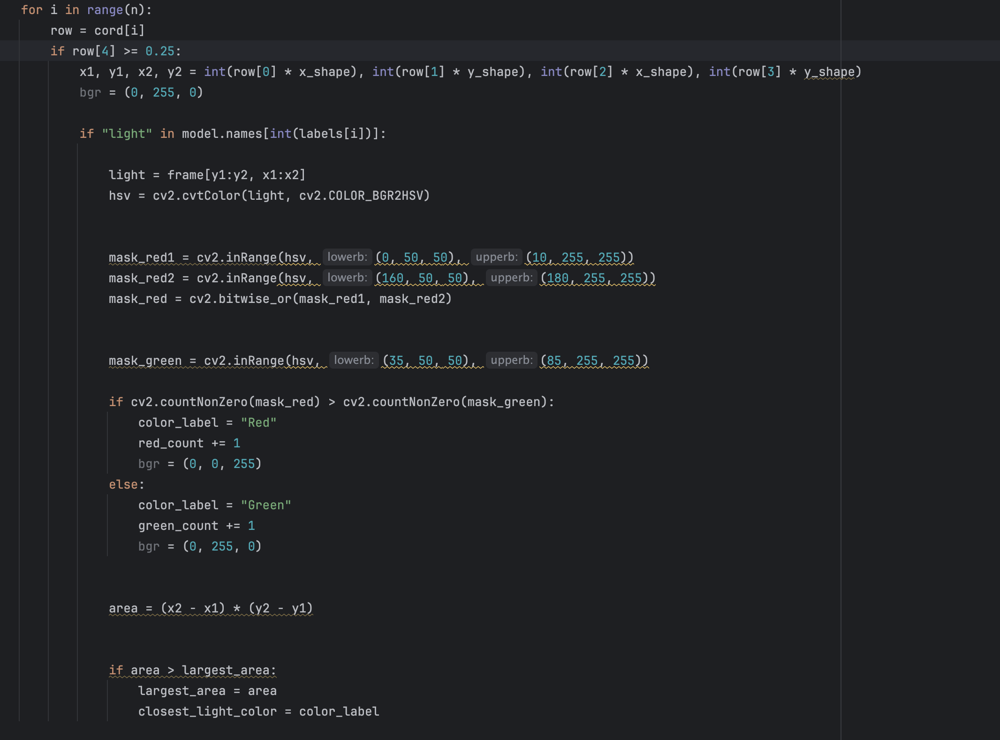 for i in range(n):
row = cord[i]
if row[4] >= 0.25:
x1, y1, x2, y2 = int(row[0] * x_shape), int(row[1] * y_shape), int(row[2] * x_shape), int(row[3] * y_shape)
bgr = (0, 255, 0)
if "light" in model.names[int(labels[i])]:
light = frame[y1:y2, x1:x2]
hsv = cv2.cvtColor(light, cv2.COLOR_BGR2HSV)
mask_red1 = cv2.inRange(hsv, lowerb: (0, 50, 50), upperb: (10, 255, 255))
mask_red2 = cv2.inRange(hsv, lowerb: (160, 50, 50), upperb: (180, 255, 255))
mask_red = cv2.bitwise_or(mask_red1, mask_red2)
mask_green = cv2.inRange(hsv, lowerb: (35, 50, 50), upperb: (85, 255, 255))
if cv2.countNonZero(mask_red) > cv2.countNonZero(mask_green):
color_label = "Red"
red_count += 1
bgr = (0, 0, 255)
else:
color_label = "Green"
green_count += 1
bgr = (0, 255, 0)
area = (x2 - x1) * (y2 - y1)
if area > largest_area:
largest_area = area
closest_light_color = color_label